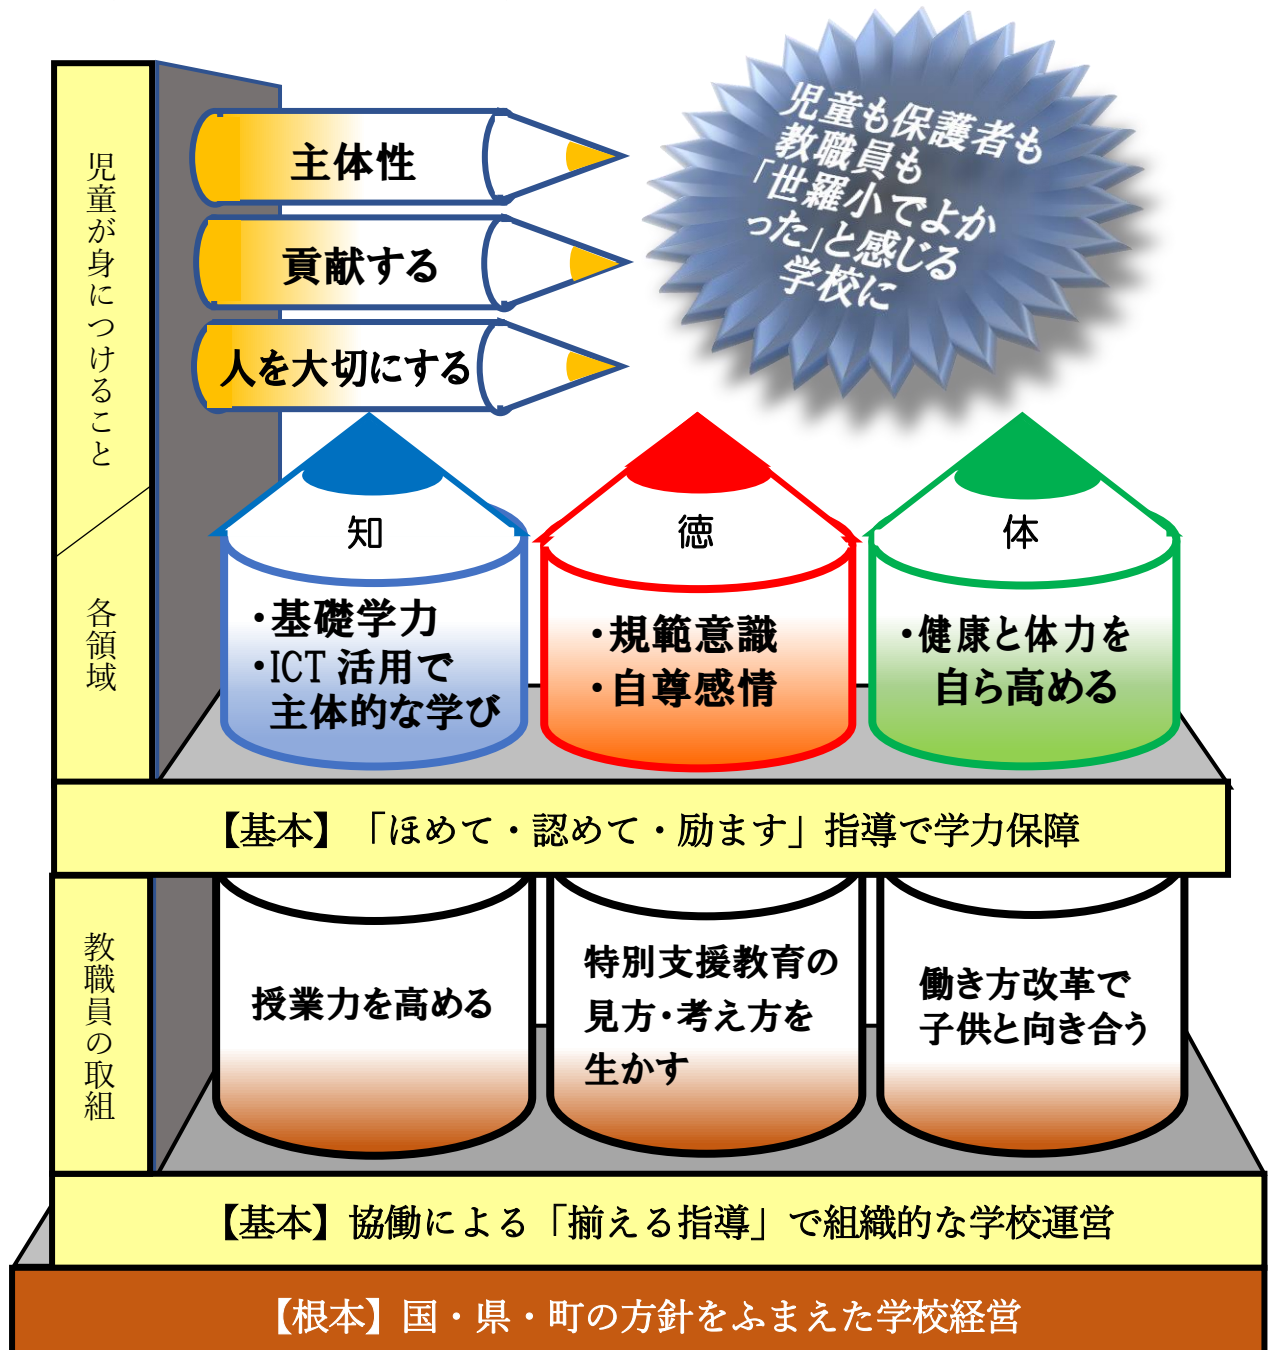 児童も保護者も
教職員も
「世羅小でよか
った」と感じる
学校に
児童が身につけること
主体性
貢献する
人を大切にする
各領域
知
・基礎学力
・ICT 活用で
主体的な学び
徳
・規範意識
・自尊感情
体
・健康と体力を
自ら高める
【基本】「ほめて・認めて・励ます」指導で学力保障
教職員の取組
授業力を高める
特別支援教育の
見方・考え方を
生かす
働き方改革で
子供と向き合う
【基本】協働による「揃える指導」で組織的な学校運営
【根本】国・県・町の方針をふまえた学校経営